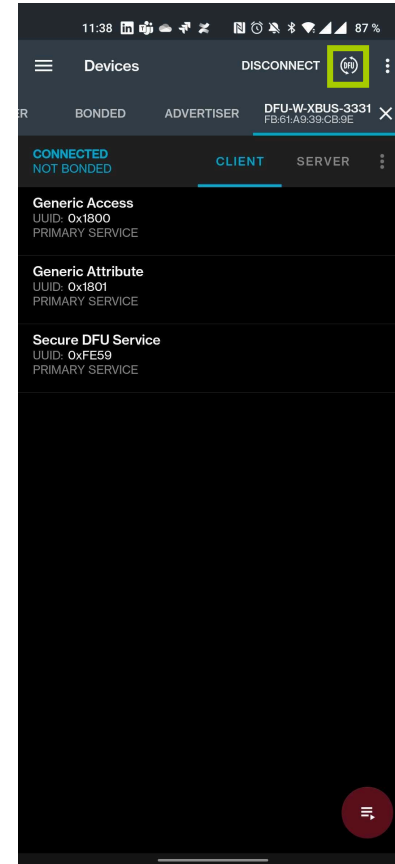 11:38 87 %
Devices DISCONNECT DFU
R BONDED ADVERTISER DFU-W-XBUS-3331
FB:61:A9:39:CB:9E
CONNECTED
NOT BONDED CLIENT SERVER
Generic Access
UUID: 0x1800
PRIMARY SERVICE
Generic Attribute
UUID: 0x1801
PRIMARY SERVICE
Secure DFU Service
UUID: 0xFE59
PRIMARY SERVICE